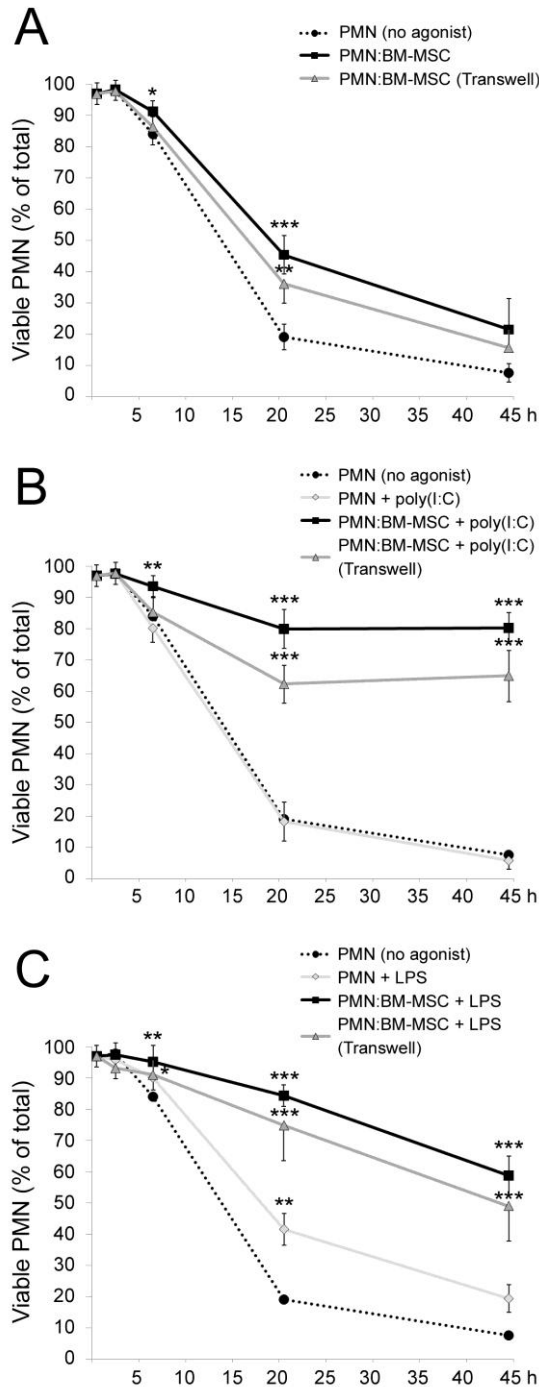 A
PMN (no agonist)
PMN:BM-MSC
PMN:BM-MSC (Transwell)
Viable PMN (% of total)
100
90
80
70
60
50
40
30
20
10
0
*
***
**
5 10 15 20 25 30 35 40 45 h
B
PMN (no agonist)
PMN + poly(I:C)
PMN:BM-MSC + poly(I:C)
PMN:BM-MSC + poly(I:C)
(Transwell)
Viable PMN (% of total)
100
90
80
70
60
50
40
30
20
10
0
**
***
***
***
***
5 10 15 20 25 30 35 40 45 h
C
PMN (no agonist)
PMN + LPS
PMN:BM-MSC + LPS
PMN:BM-MSC + LPS
(Transwell)
Viable PMN (% of total)
100
90
80
70
60
50
40
30
20
10
0
**
*
***
***
**
***
***
5 10 15 20 25 30 35 40 45 h